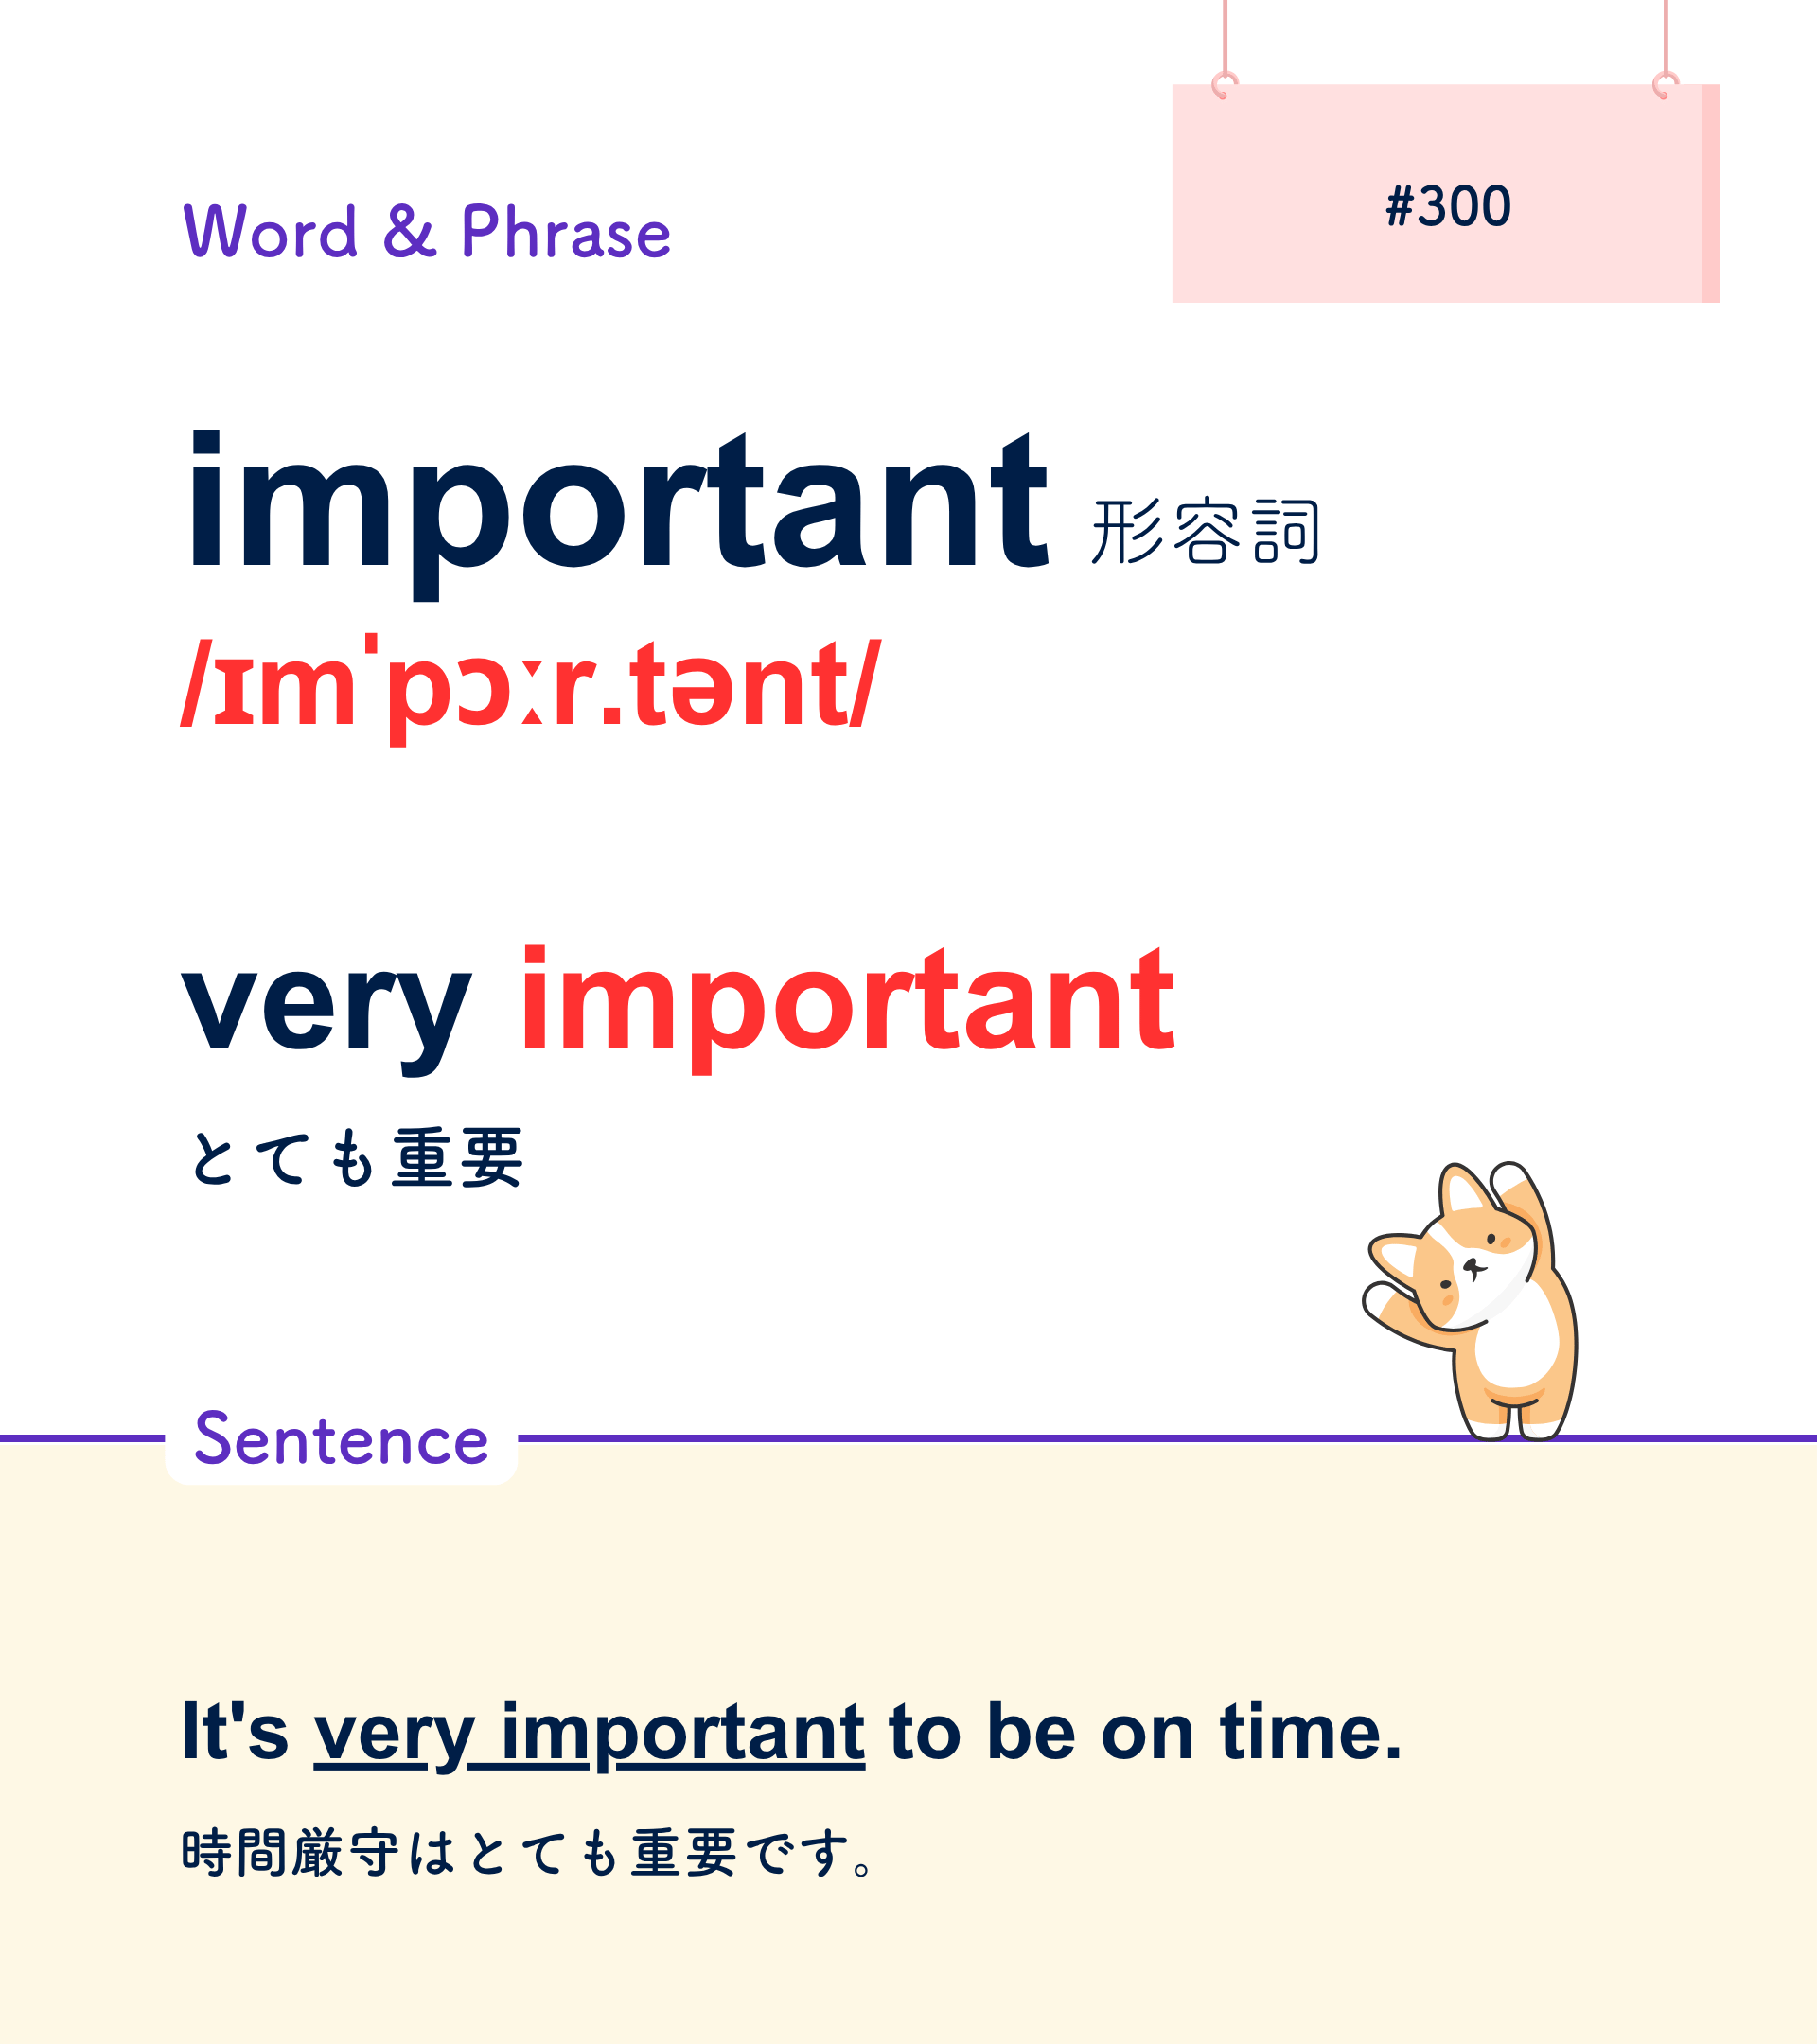 #300
Word & Phrase
important 形容詞
/ɪmˈpɔːr.tənt/
very important
とても重要
Sentence
It's very important to be on time.
時間厳守はとても重要です。